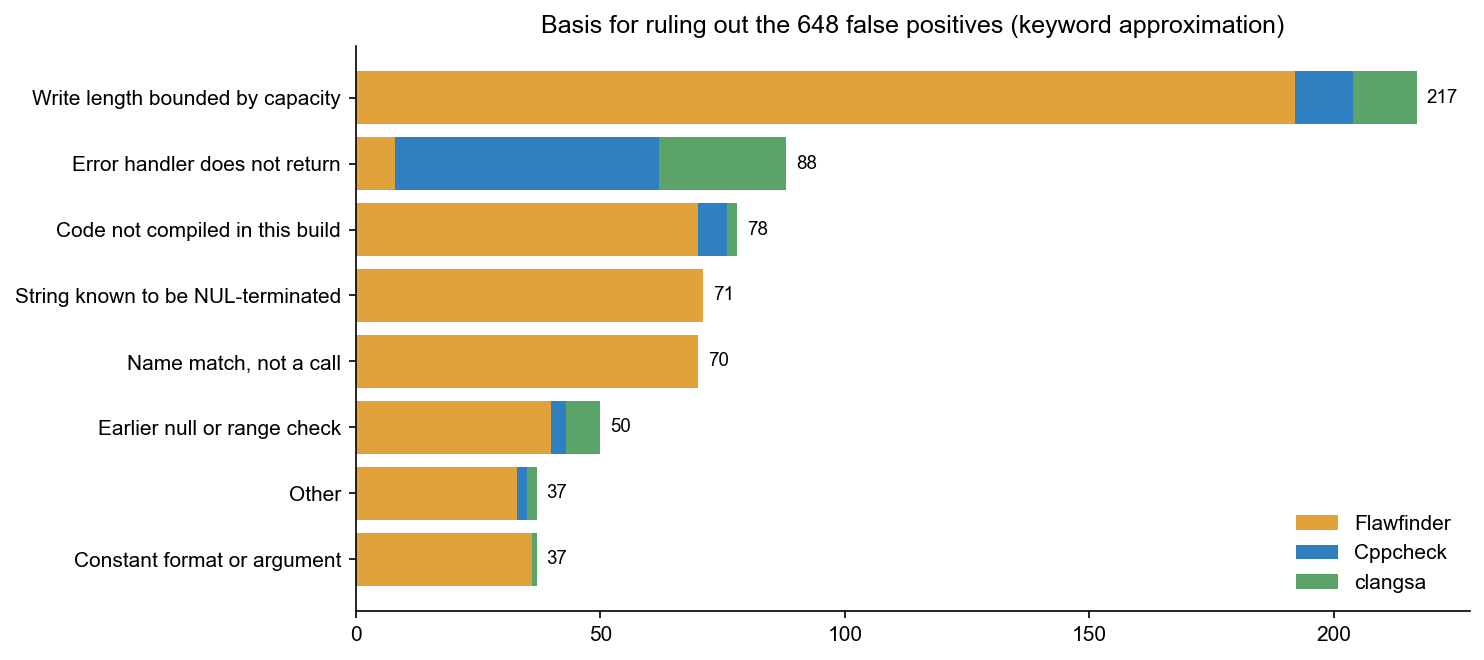 Basis for ruling out the 648 false positives (keyword approximation)
Write length bounded by capacity
217
Error handler does not return
88
Code not compiled in this build
78
String known to be NUL-terminated
71
Name match, not a call
70
Earlier null or range check
50
Other
37
Constant format or argument
37
Flawfinder
Cppcheck
clangsa
0 50 100 150 200